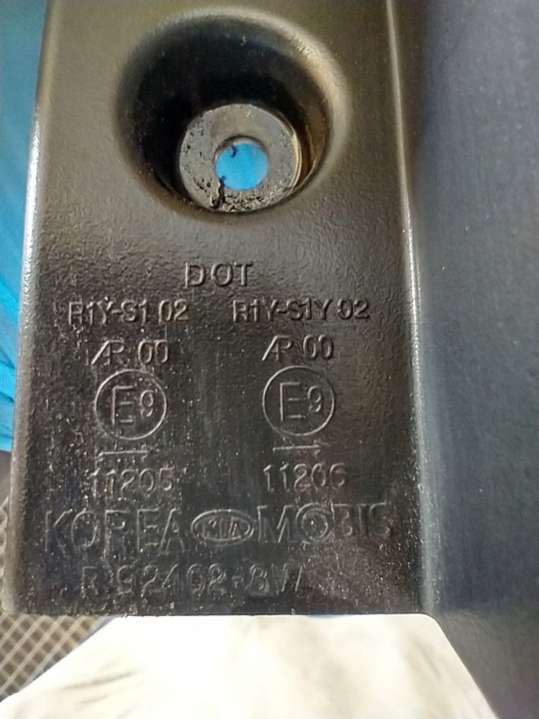 DOT
R1Y-S1 02 R1Y-S1Y 02
AR 00 AR 00
E9 E9
11205 11206
KOREA KIA MOBIS
R 92402-3W